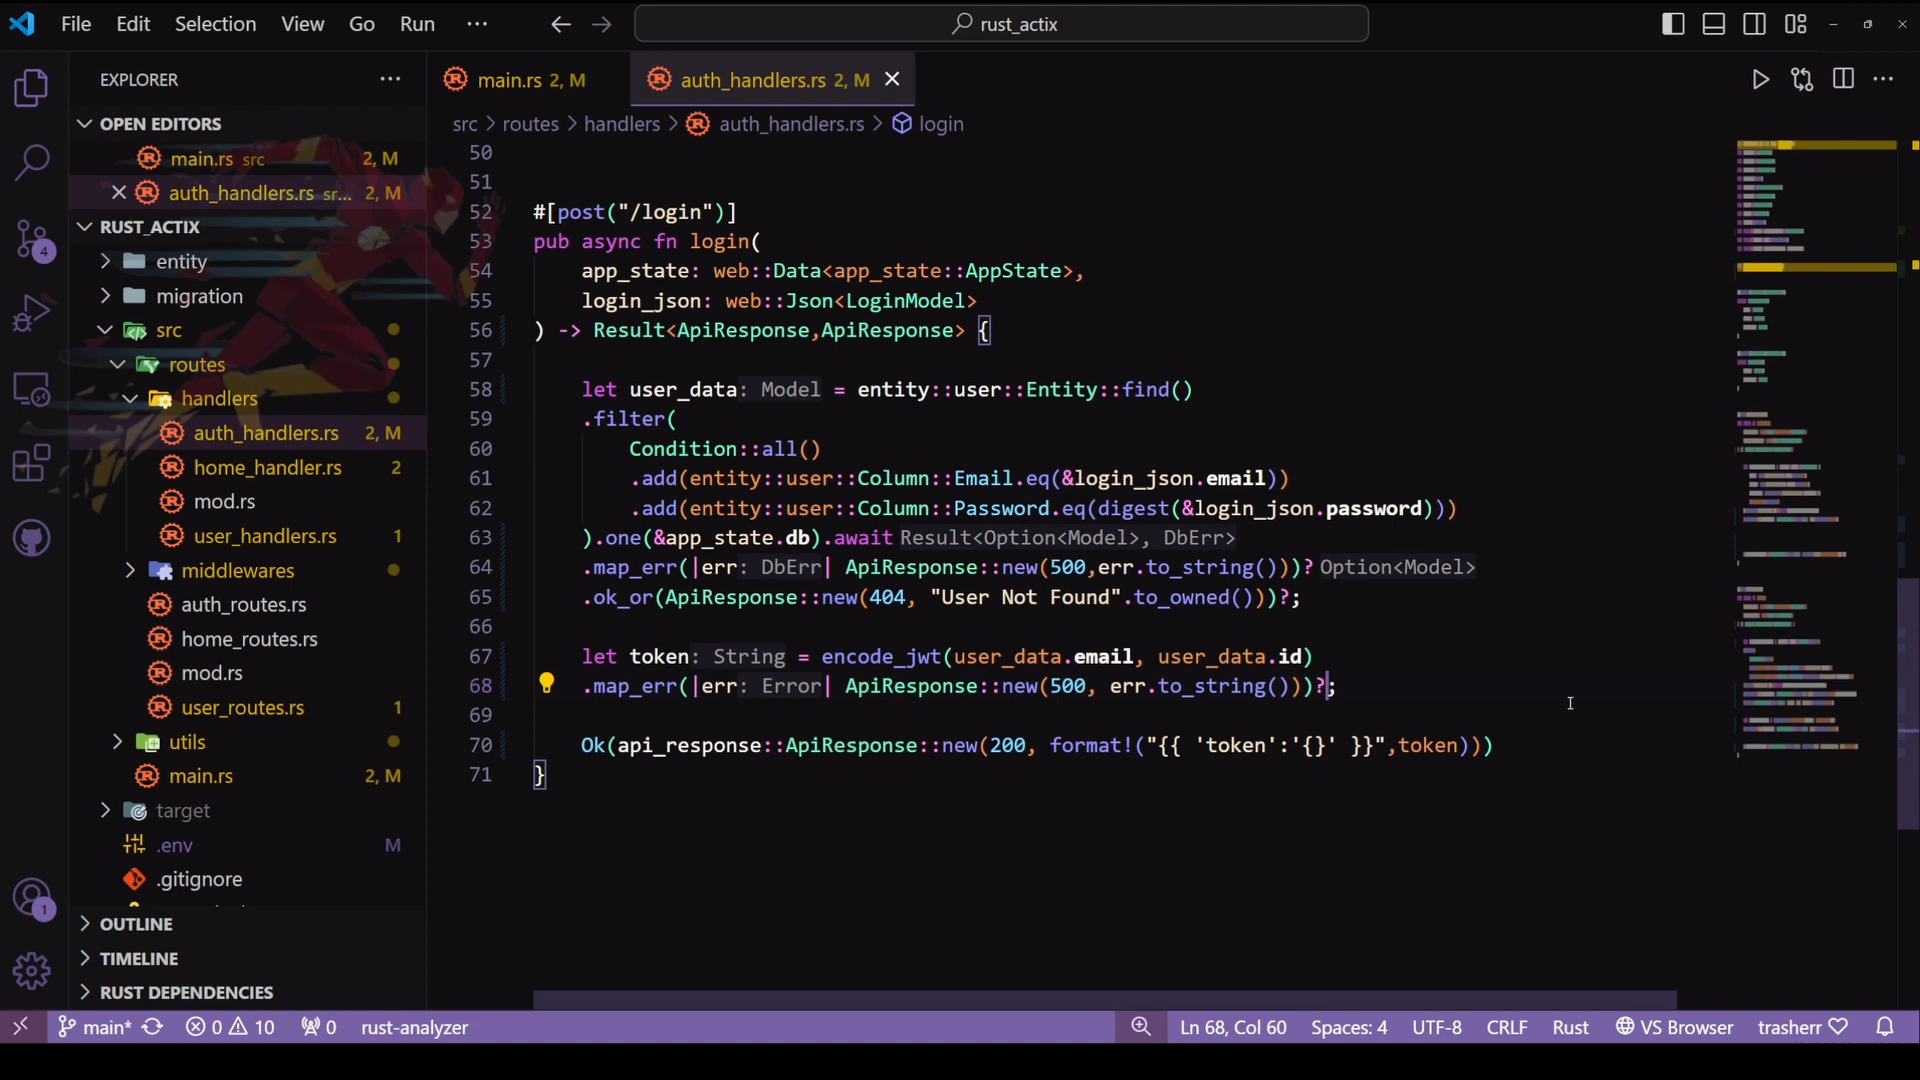 File Edit Selection View Go Run ···
rust_actix
EXPLORER ···
OPEN EDITORS
main.rs src 2, M
auth_handlers.rs sr... 2, M
RUST_ACTIX
entity
migration
src
routes
handlers
auth_handlers.rs 2, M
home_handler.rs 2
mod.rs
user_handlers.rs 1
middlewares
auth_routes.rs
home_routes.rs
mod.rs
user_routes.rs 1
utils
main.rs 2, M
target
.env M
.gitignore
OUTLINE
TIMELINE
RUST DEPENDENCIES
4
1
main.rs 2, M
auth_handlers.rs 2, M
src > routes > handlers > auth_handlers.rs > login
50
51
52 #[post("/login")]
53 pub async fn login(
54 app_state: web::Data<app_state::AppState>,
55 login_json: web::Json<LoginModel>
56 ) -> Result<ApiResponse,ApiResponse> {
57
58 let user_data: Model = entity::user::Entity::find()
59 .filter(
60 Condition::all()
61 .add(entity::user::Column::Email.eq(&login_json.email))
62 .add(entity::user::Column::Password.eq(digest(&login_json.password)))
63 ).one(&app_state.db).await Result<Option<Model>, DbErr>
64 .map_err(|err: DbErr| ApiResponse::new(500,err.to_string()))? Option<Model>
65 .ok_or(ApiResponse::new(404, "User Not Found".to_owned()))?;
66
67 let token: String = encode_jwt(user_data.email, user_data.id)
68 .map_err(|err: Error| ApiResponse::new(500, err.to_string()))?;
69
70 Ok(api_response::ApiResponse::new(200, format!("{{ 'token':'{}' }}",token)))
71 }
main* 0 10 0 rust-analyzer Ln 68, Col 60 Spaces: 4 UTF-8 CRLF Rust VS Browser trasherr